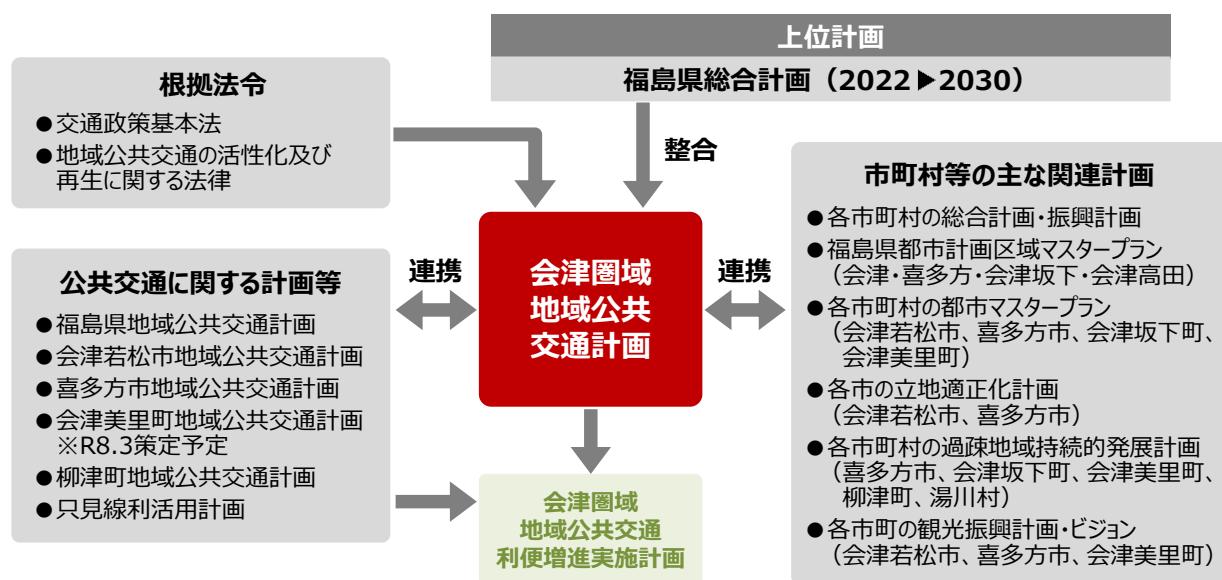 上位計画
福島県総合計画（2022▶2030）
根拠法令
●交通政策基本法
●地域公共交通の活性化及び
再生に関する法律
整合
公共交通に関する計画等
●福島県地域公共交通計画
●会津若松市地域公共交通計画
●喜多方市地域公共交通計画
●会津美里町地域公共交通計画
※R8.3策定予定
●柳津町地域公共交通計画
●只見線利活用計画
連携
会津圏域
地域公共
交通計画
連携
会津圏域
地域公共交通
利便増進実施計画
市町村等の主な関連計画
●各市町村の総合計画・振興計画
●福島県都市計画区域マスタープラン
（会津・喜多方・会津坂下・会津高田）
●各市町村の都市マスタープラン
（会津若松市、喜多方市、会津坂下町、
会津美里町）
●各市の立地適正化計画
（会津若松市、喜多方市）
●各市町村の過疎地域持続的発展計画
（喜多方市、会津坂下町、会津美里町、
柳津町、湯川村）
●各市町の観光振興計画・ビジョン
（会津若松市、喜多方市、会津美里町）